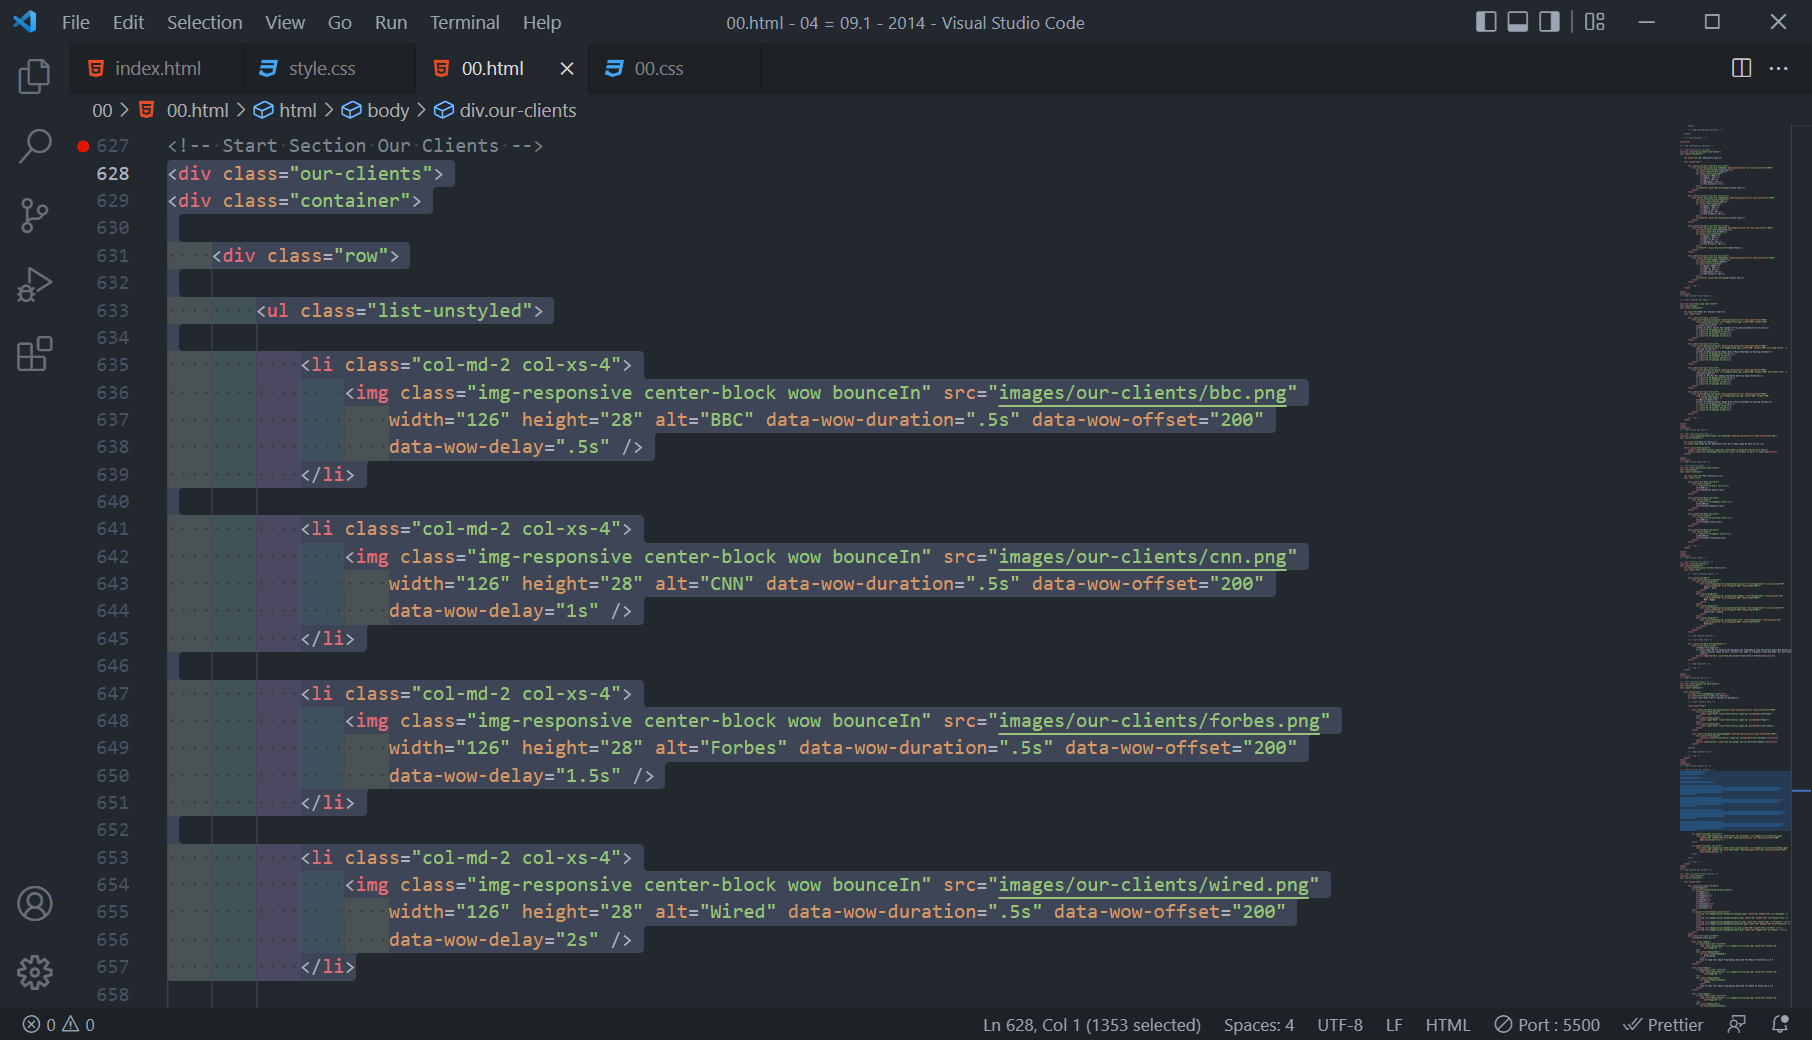 File Edit Selection View Go Run Terminal Help 00.html - 04 = 09.1 - 2014 - Visual Studio Code
index.html style.css 00.html 00.css
00 > 00.html > html > body > div.our-clients
627 <!-- Start Section Our Clients -->
628 <div class="our-clients">
629 <div class="container">
630
631 <div class="row">
632
633 <ul class="list-unstyled">
634
635 <li class="col-md-2 col-xs-4">
636 <img class="img-responsive center-block wow bounceIn" src="images/our-clients/bbc.png"
637 width="126" height="28" alt="BBC" data-wow-duration=".5s" data-wow-offset="200"
638 data-wow-delay=".5s" />
639 </li>
640
641 <li class="col-md-2 col-xs-4">
642 <img class="img-responsive center-block wow bounceIn" src="images/our-clients/cnn.png"
643 width="126" height="28" alt="CNN" data-wow-duration=".5s" data-wow-offset="200"
644 data-wow-delay="1s" />
645 </li>
646
647 <li class="col-md-2 col-xs-4">
648 <img class="img-responsive center-block wow bounceIn" src="images/our-clients/forbes.png"
649 width="126" height="28" alt="Forbes" data-wow-duration=".5s" data-wow-offset="200"
650 data-wow-delay="1.5s" />
651 </li>
652
653 <li class="col-md-2 col-xs-4">
654 <img class="img-responsive center-block wow bounceIn" src="images/our-clients/wired.png"
655 width="126" height="28" alt="Wired" data-wow-duration=".5s" data-wow-offset="200"
656 data-wow-delay="2s" />
657 </li>
658
0 0 Ln 628, Col 1 (1353 selected) Spaces: 4 UTF-8 LF HTML Port : 5500 Prettier